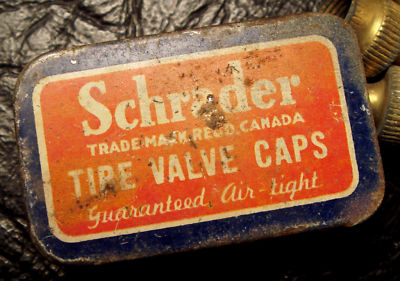 Schrader
TRADE MARK REG'D. CANADA
TIRE VALVE CAPS
Guaranteed, Air-tight